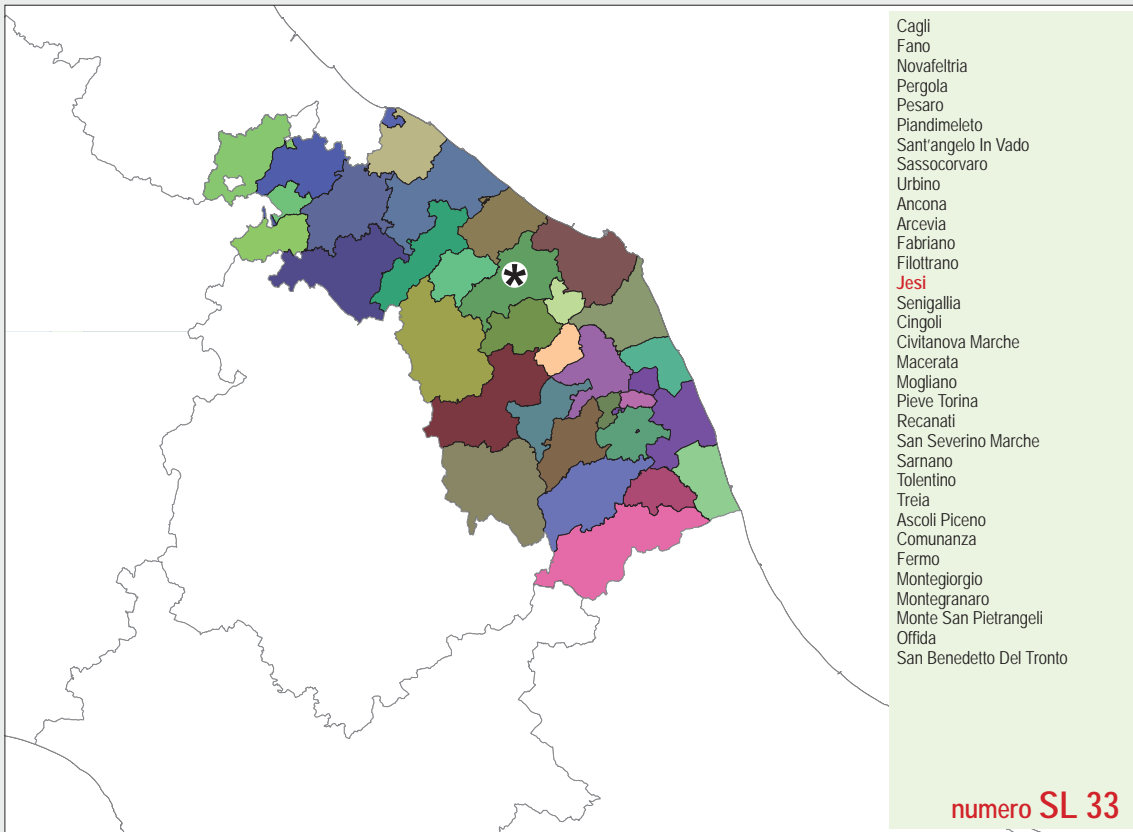 Cagli
Fano
Novafeltria
Pergola
Pesaro
Piandimeleto
Sant'angelo In Vado
Sassocorvaro
Urbino
Ancona
Arcevia
Fabriano
Filottrano
Jesi
Senigallia
Cingoli
Civitanova Marche
Macerata
Mogliano
Pieve Torina
Recanati
San Severino Marche
Sarnano
Tolentino
Treia
Ascoli Piceno
Comunanza
Fermo
Montegiorgio
Montegranaro
Monte San Pietrangeli
Offida
San Benedetto Del Tronto
numero SL 33